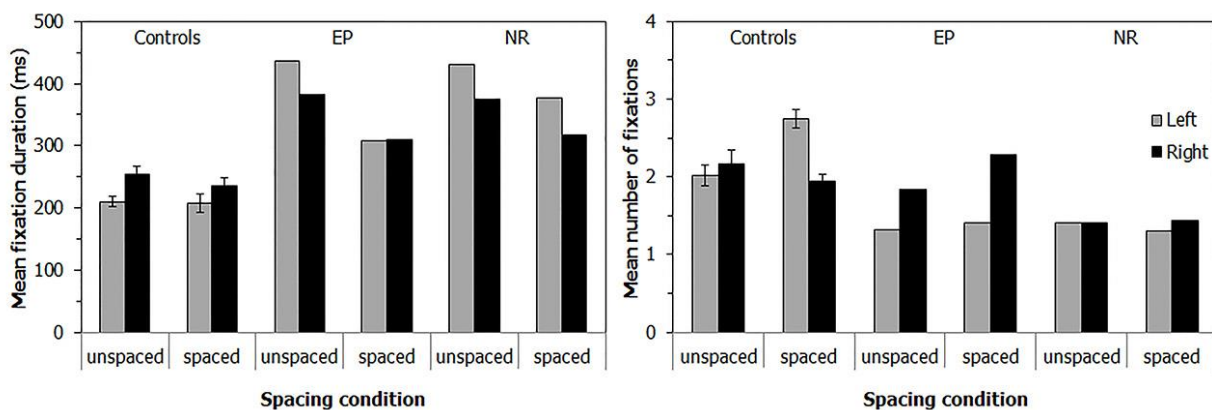 Mean fixation duration (ms)
500
400
300
200
100
0
Controls EP NR
unspaced spaced unspaced spaced unspaced spaced
Spacing condition
Mean number of fixations
4
3
2
1
0
Controls EP NR
Left
Right
unspaced spaced unspaced spaced unspaced spaced
Spacing condition